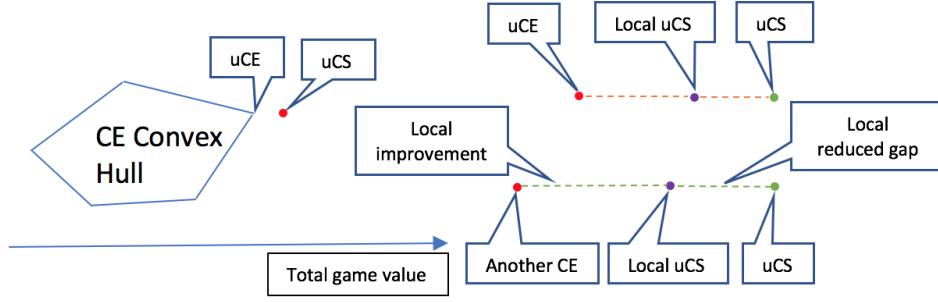 uCE
uCS
CE Convex
Hull
Total game value
uCE
Local uCS
uCS
Local
improvement
Local
reduced gap
Another CE
Local uCS
uCS